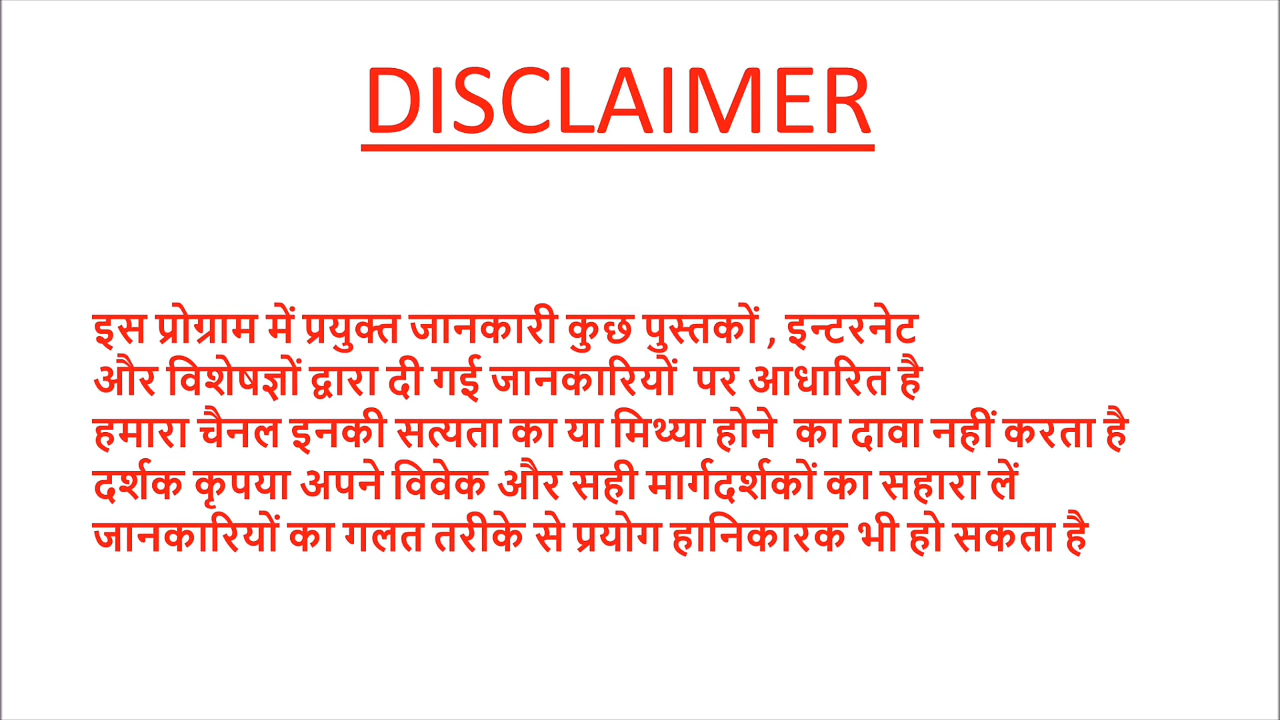 DISCLAIMER
इस प्रोग्राम में प्रयुक्त जानकारी कुछ पुस्तकों , इन्टरनेट
और विशेषज्ञों द्वारा दी गई जानकारियों पर आधारित है
हमारा चैनल इनकी सत्यता का या मिथ्या होने का दावा नहीं करता है
दर्शक कृपया अपने विवेक और सही मार्गदर्शकों का सहारा लें
जानकारियों का गलत तरीके से प्रयोग हानिकारक भी हो सकता है